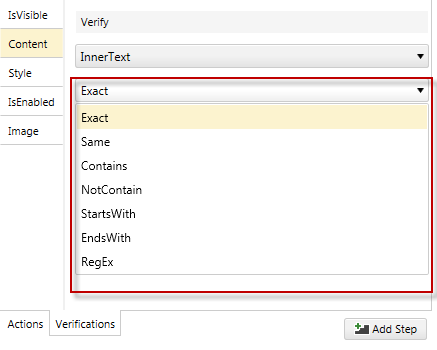 IsVisible
Content
Style
IsEnabled
Image
Verify
InnerText
Exact
Exact
Same
Contains
NotContain
StartsWith
EndsWith
RegEx
Actions Verifications
Add Step